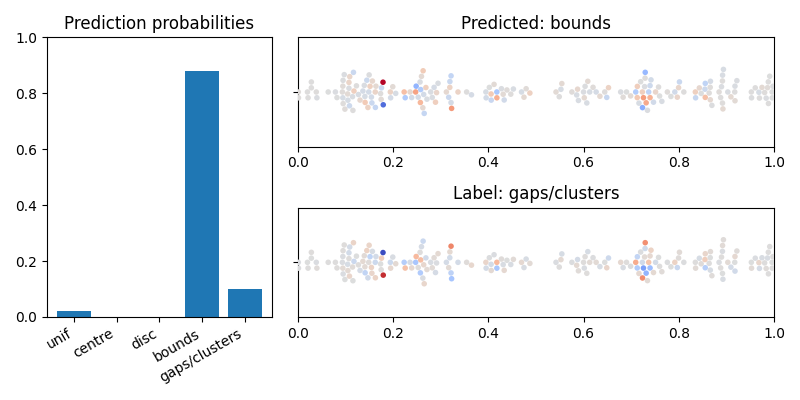 Prediction probabilities
1.0
0.8
0.6
0.4
0.2
0.0
unif
centre
disc
bounds
gaps/clusters
Predicted: bounds
0.0 0.2 0.4 0.6 0.8 1.0
Label: gaps/clusters
0.0 0.2 0.4 0.6 0.8 1.0